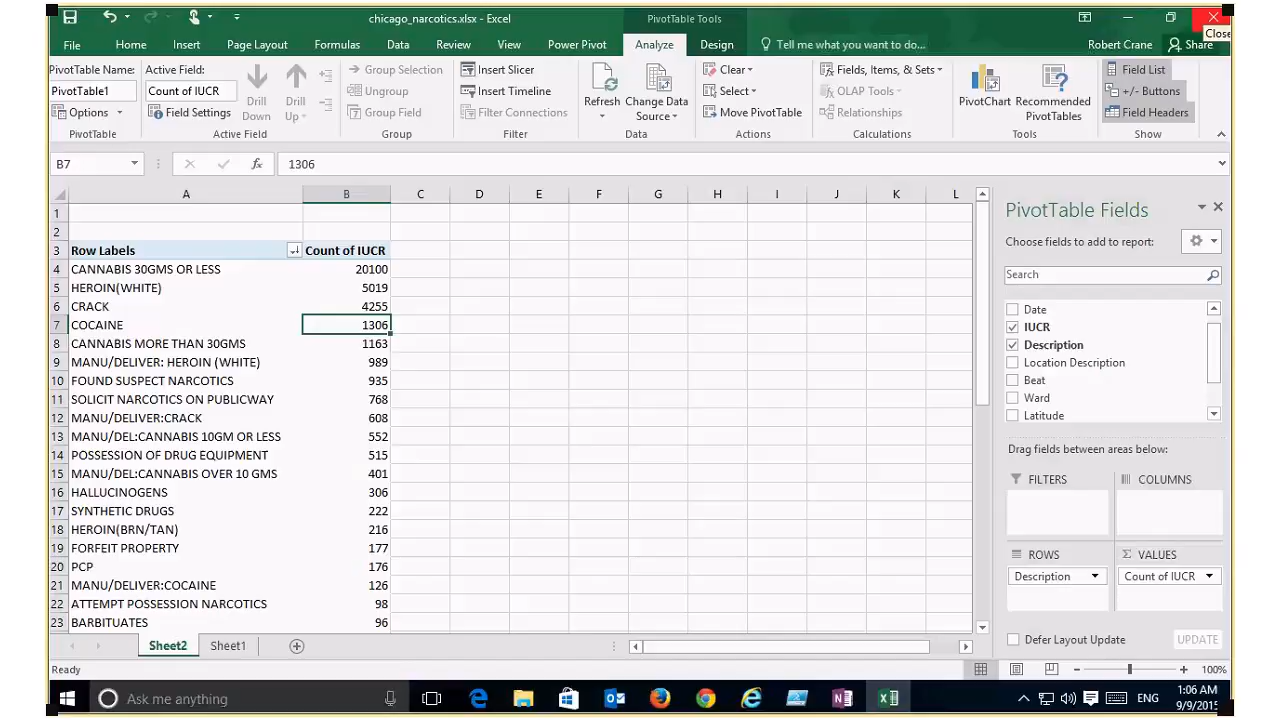 chicago_narcotics.xlsx - Excel
PivotTable Tools
Close
File Home Insert Page Layout Formulas Data Review View Power Pivot Analyze Design Tell me what you want to do... Robert Crane Share
PivotTable Name: Active Field: Group Selection Insert Slicer Clear Fields, Items, & Sets Field List
PivotTable1 Count of IUCR Drill Down Drill Up Ungroup Insert Timeline Refresh Change Data Source Select OLAP Tools PivotChart Recommended PivotTables +/- Buttons
Options Field Settings Group Field Filter Connections Move PivotTable Relationships Field Headers
PivotTable Active Field Group Filter Data Actions Calculations Tools Show
B7 fx 1306
A B C D E F G H I J K L
1
2
3 Row Labels Count of IUCR
4 CANNABIS 30GMS OR LESS 20100
5 HEROIN(WHITE) 5019
6 CRACK 4255
7 COCAINE 1306
8 CANNABIS MORE THAN 30GMS 1163
9 MANU/DELIVER: HEROIN (WHITE) 989
10 FOUND SUSPECT NARCOTICS 935
11 SOLICIT NARCOTICS ON PUBLICWAY 768
12 MANU/DELIVER:CRACK 608
13 MANU/DEL:CANNABIS 10GM OR LESS 552
14 POSSESSION OF DRUG EQUIPMENT 515
15 MANU/DEL:CANNABIS OVER 10 GMS 401
16 HALLUCINOGENS 306
17 SYNTHETIC DRUGS 222
18 HEROIN(BRN/TAN) 216
19 FORFEIT PROPERTY 177
20 PCP 176
21 MANU/DELIVER:COCAINE 126
22 ATTEMPT POSSESSION NARCOTICS 98
23 BARBITUATES 96
PivotTable Fields
Choose fields to add to report:
Search
Date
IUCR
Description
Location Description
Beat
Ward
Latitude
Drag fields between areas below:
FILTERS COLUMNS
ROWS Σ VALUES
Description Count of IUCR
Defer Layout Update UPDATE
Sheet2 Sheet1
Ready 100%
Ask me anything
ENG
1:06 AM
9/9/2015